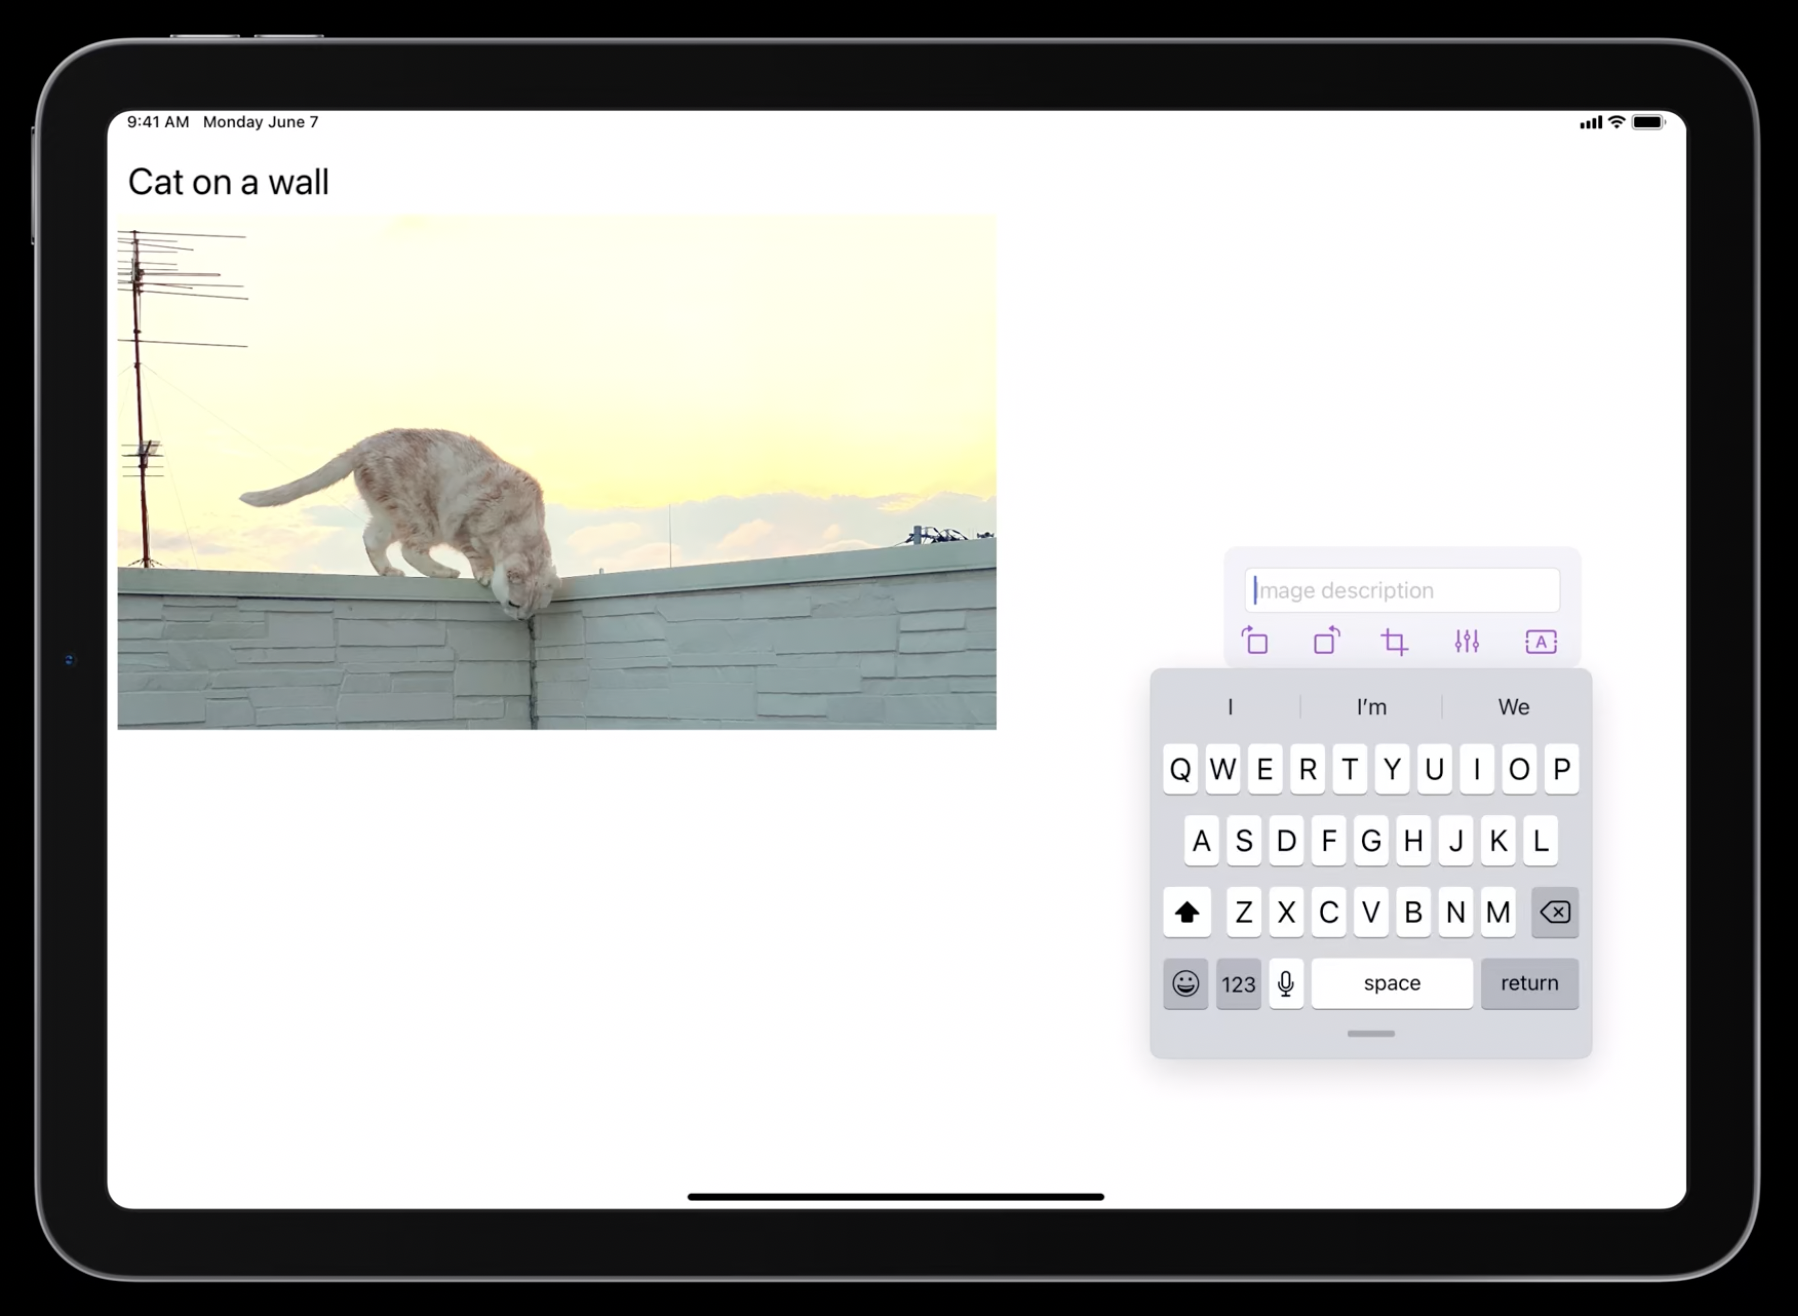 9:41 AM Monday June 7
Cat on a wall
Image description
A
I I'm We
Q W E R T Y U I O P
A S D F G H J K L
Z X C V B N M
123 space return